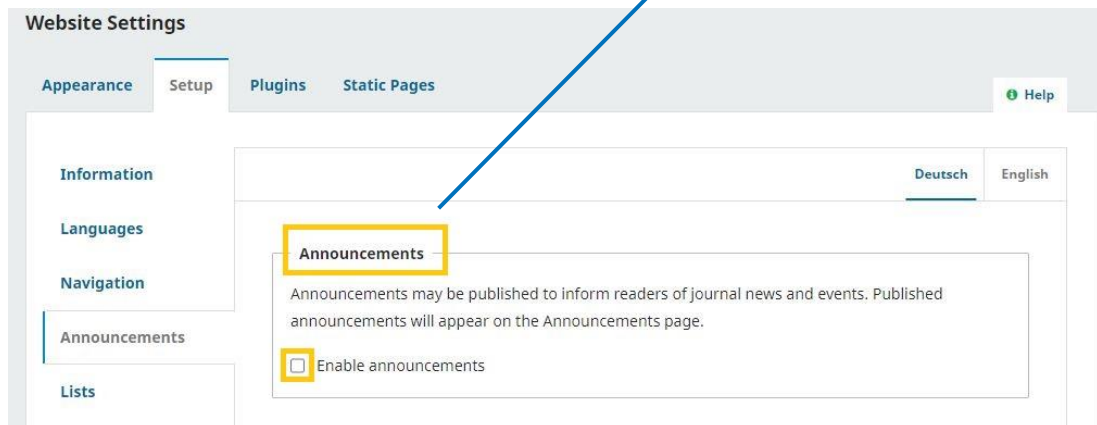 Website Settings
Appearance Setup Plugins Static Pages
Help
Information
Deutsch English
Languages
Announcements
Navigation
Announcements may be published to inform readers of journal news and events. Published
announcements will appear on the Announcements page.
Announcements
Enable announcements
Lists